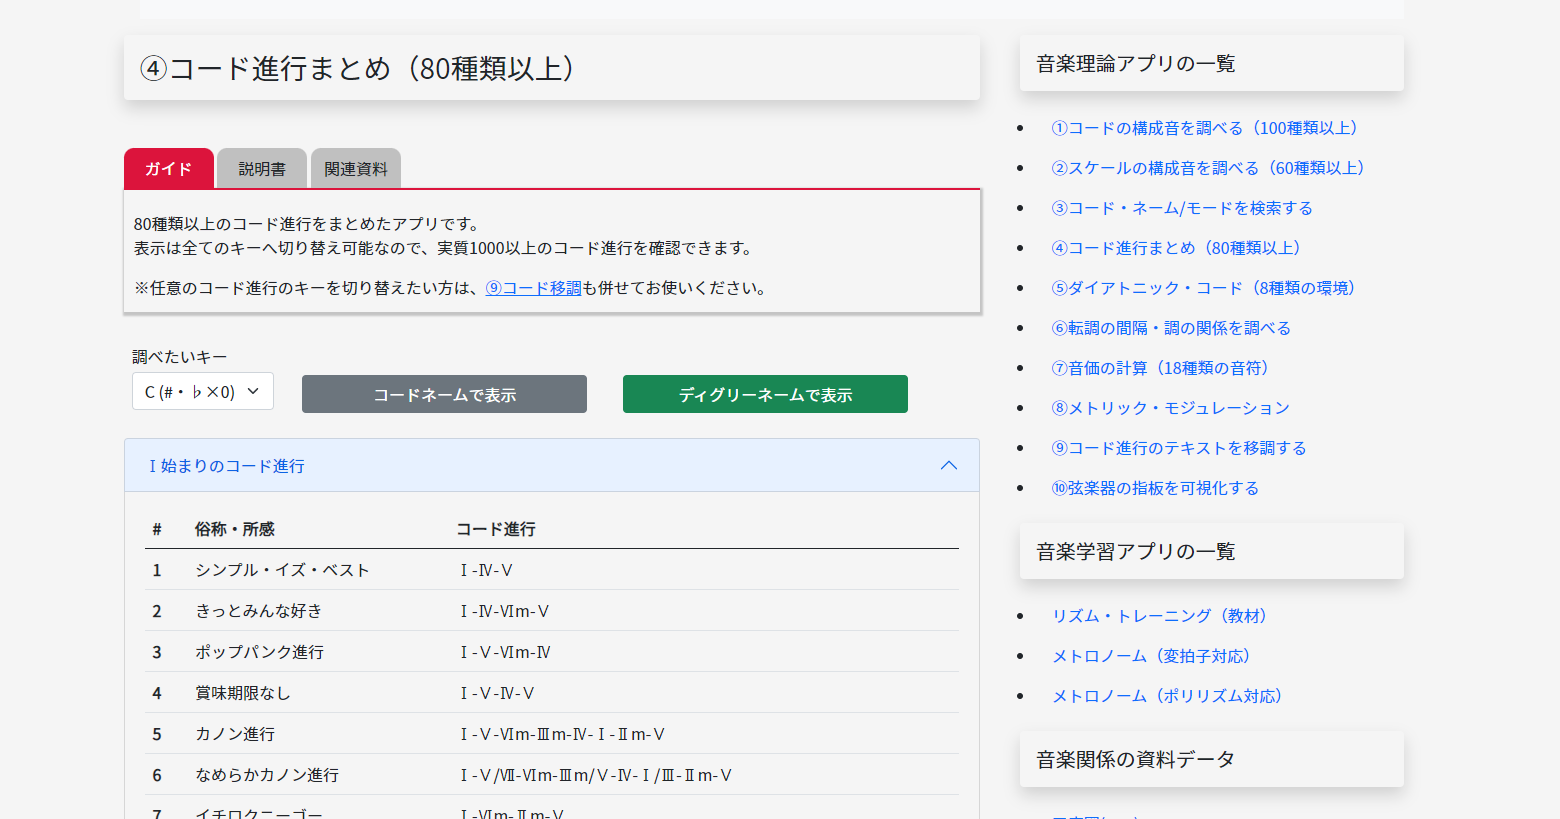 ④コード進行まとめ（80種類以上）
ガイド 説明書 関連資料
80種類以上のコード進行をまとめたアプリです。
表示は全てのキーへ切り替え可能なので、実質1000以上のコード進行を確認できます。
※任意のコード進行のキーを切り替えたい方は、⑨コード移調も併せてお使いください。
調べたいキー
C (#・♭×0) コードネームで表示 ディグリーネームで表示
Ⅰ始まりのコード進行
# 俗称・所感 コード進行
1 シンプル・イズ・ベスト Ⅰ-Ⅳ-Ⅴ
2 きっとみんな好き Ⅰ-Ⅳ-Ⅵm-Ⅴ
3 ポップパンク進行 Ⅰ-Ⅴ-Ⅵm-Ⅳ
4 賞味期限なし Ⅰ-Ⅴ-Ⅳ-Ⅴ
5 カノン進行 Ⅰ-Ⅴ-Ⅵm-Ⅲm-Ⅳ-Ⅰ-Ⅱm-Ⅴ
6 なめらかカノン進行 Ⅰ-Ⅴ/Ⅶ-Ⅵm-Ⅲm/Ⅴ-Ⅳ-Ⅰ/Ⅲ-Ⅱm-Ⅴ
7 イチロクニーゴー Ⅰ-Ⅵm-Ⅱm-Ⅴ
音楽理論アプリの一覧
①コードの構成音を調べる（100種類以上）
②スケールの構成音を調べる（60種類以上）
③コード・ネーム/モードを検索する
④コード進行まとめ（80種類以上）
⑤ダイアトニック・コード（8種類の環境）
⑥転調の間隔・調の関係を調べる
⑦音価の計算（18種類の音符）
⑧メトリック・モジュレーション
⑨コード進行のテキストを移調する
⑩弦楽器の指板を可視化する
音楽学習アプリの一覧
リズム・トレーニング（教材）
メトロノーム（変拍子対応）
メトロノーム（ポリリズム対応）
音楽関係の資料データ